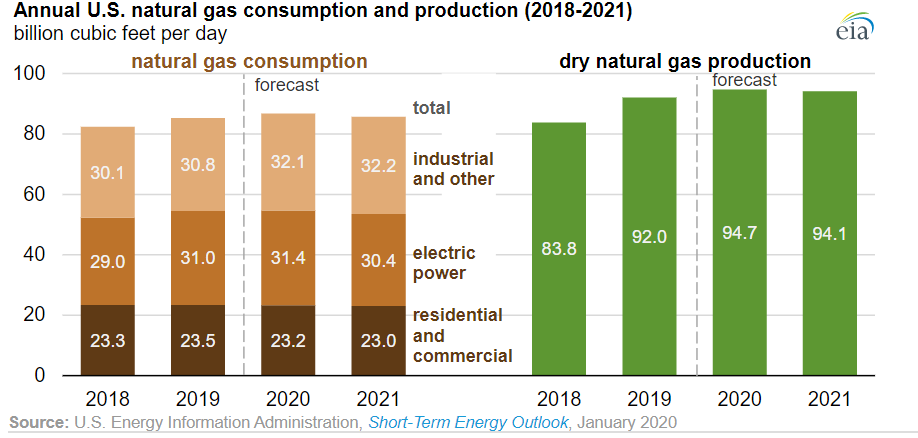 Annual U.S. natural gas consumption and production (2018-2021)
billion cubic feet per day
eia
natural gas consumption
dry natural gas production
forecast
forecast
100
80
60
40
20
0
total
industrial
and other
electric
power
residential
and
commercial
30.1 30.8 32.1 32.2
29.0 31.0 31.4 30.4
23.3 23.5 23.2 23.0
83.8 92.0 94.7 94.1
2018 2019 2020 2021
2018 2019 2020 2021
Source: U.S. Energy Information Administration, Short-Term Energy Outlook, January 2020